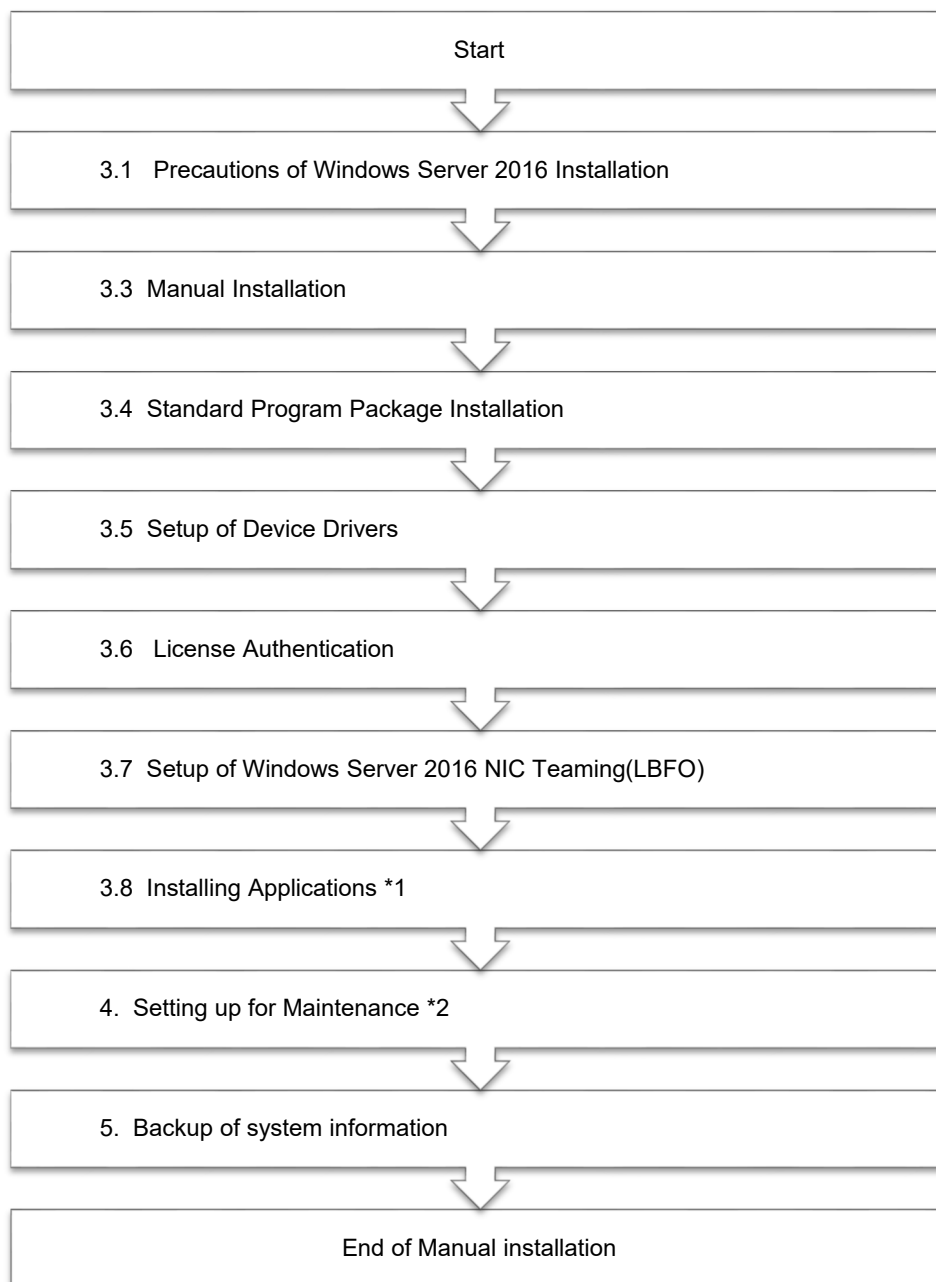 Start
3.1 Precautions of Windows Server 2016 Installation
3.3 Manual Installation
3.4 Standard Program Package Installation
3.5 Setup of Device Drivers
3.6 License Authentication
3.7 Setup of Windows Server 2016 NIC Teaming(LBFO)
3.8 Installing Applications *1
4. Setting up for Maintenance *2
5. Backup of system information
End of Manual installation